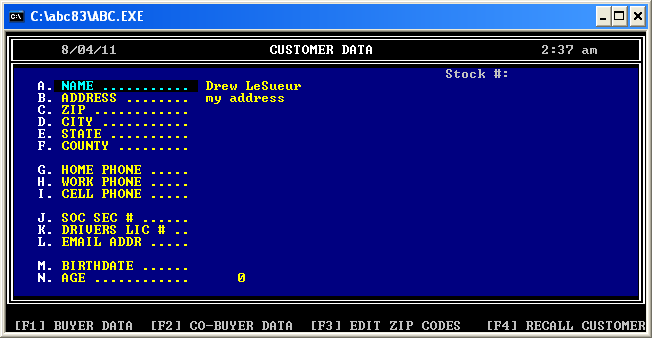 C:\abc83\ABC.EXE
8/04/11 CUSTOMER DATA 2:37 am
Stock #:
A. NAME ........... Drew LeSueur
B. ADDRESS ........ my address
C. ZIP ............
D. CITY ...........
E. STATE ..........
F. COUNTY .........
G. HOME PHONE .....
H. WORK PHONE .....
I. CELL PHONE .....
J. SOC SEC # ......
K. DRIVERS LIC # ..
L. EMAIL ADDR .....
M. BIRTHDATE ......
N. AGE ............ 0
[F1] BUYER DATA [F2] CO-BUYER DATA [F3] EDIT ZIP CODES [F4] RECALL CUSTOMER